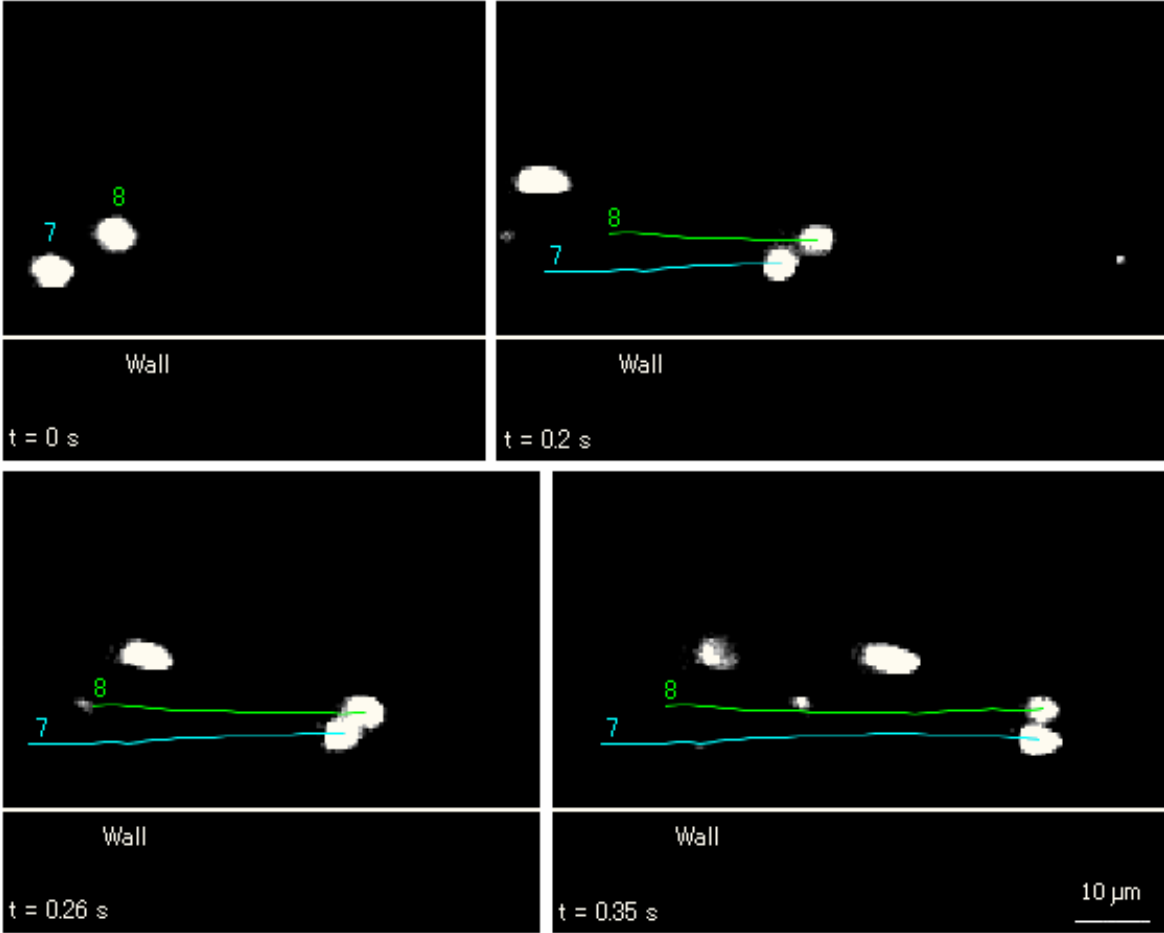 8
7
Wall
t = 0 s
8
7
Wall
t = 0.2 s
8
7
Wall
t = 0.26 s
8
7
Wall
10 µm
t = 0.35 s